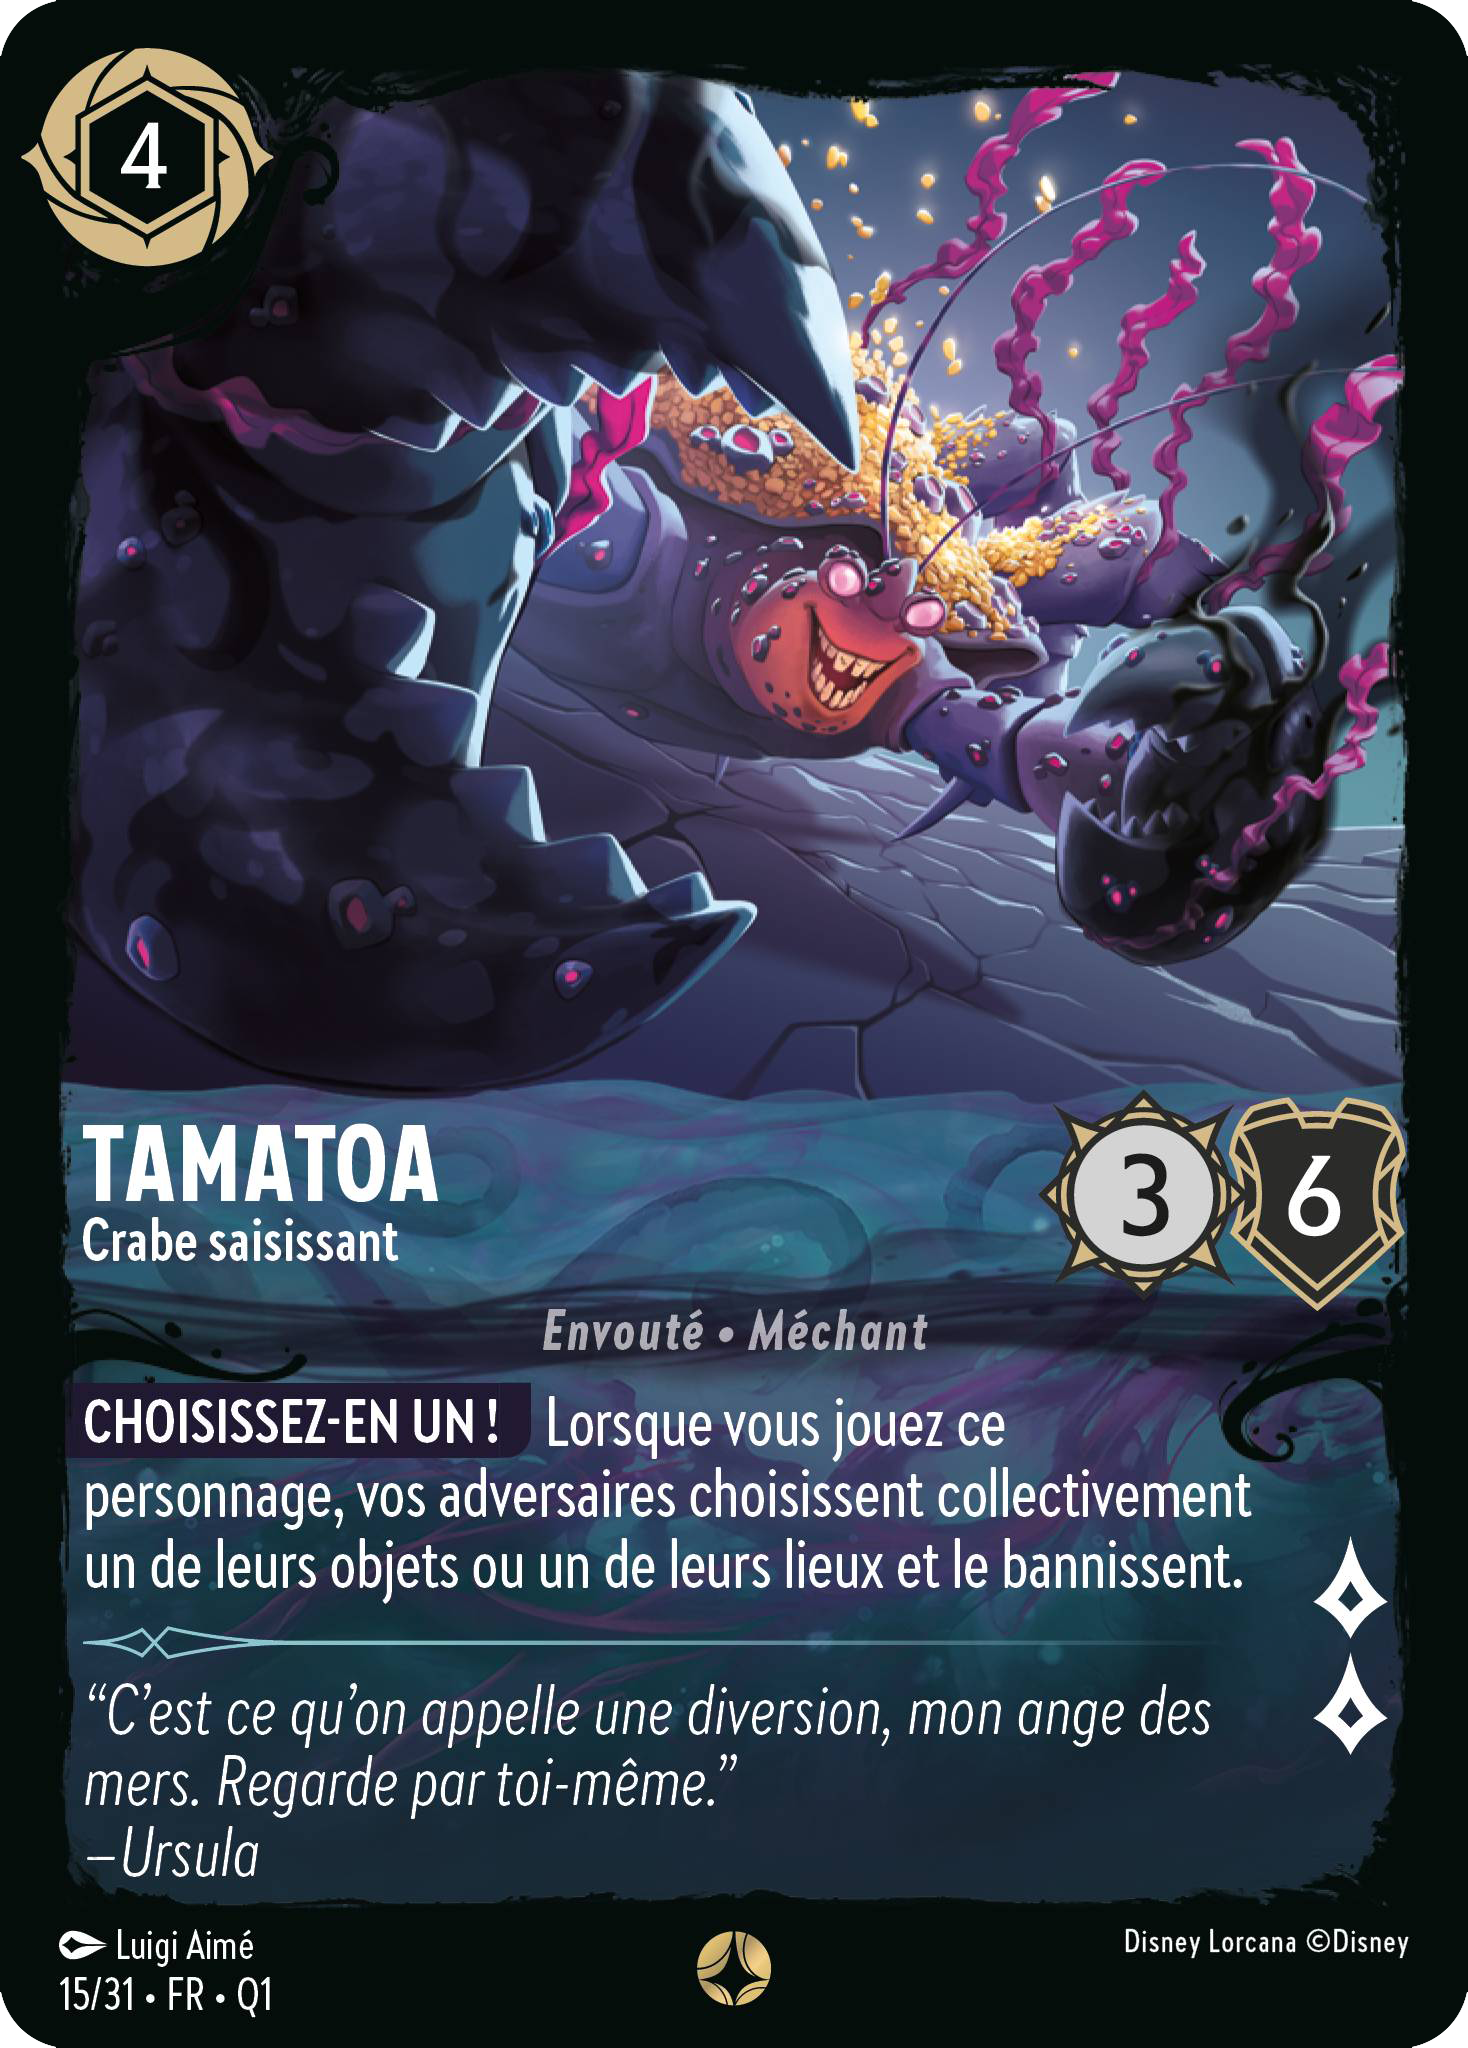 4
TAMATOA
Crabe saisissant
3
6
Envouté • Méchant
CHOISISSEZ-EN UN ! Lorsque vous jouez ce
personnage, vos adversaires choisissent collectivement
un de leurs objets ou un de leurs lieux et le bannissent.
“C’est ce qu’on appelle une diversion, mon ange des
mers. Regarde par toi-même.”
–Ursula
Luigi Aimé
Disney Lorcana ©Disney
15/31 • FR • Q1